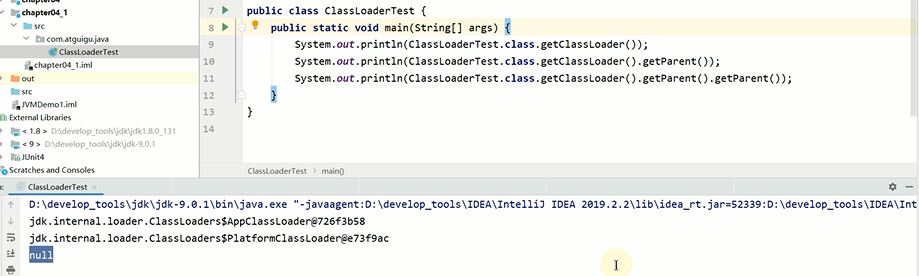 chapter04_1
src
com.atguigu.java
ClassLoaderTest
chapter04_1.iml
out
src
JVMDemo1.iml
External Libraries
< 1.8 > D:\develop_tools\jdk\jdk1.8.0_131
< 9 > D:\develop_tools\jdk\jdk-9.0.1
JUnit4
Scratches and Consoles
7 public class ClassLoaderTest {
8 public static void main(String[] args) {
9 System.out.println(ClassLoaderTest.class.getClassLoader());
10 System.out.println(ClassLoaderTest.class.getClassLoader().getParent());
11 System.out.println(ClassLoaderTest.class.getClassLoader().getParent().getParent());
12 }
13 }
14
ClassLoaderTest > main()
ClassLoaderTest ×
D:\develop_tools\jdk\jdk-9.0.1\bin\java.exe "-javaagent:D:\develop_tools\IDEA\IntelliJ IDEA 2019.2.2\lib\idea_rt.jar=52339:D:\develop_tools\IDEA\Int
jdk.internal.loader.ClassLoaders$AppClassLoader@726f3b58
jdk.internal.loader.ClassLoaders$PlatformClassLoader@e73f9ac
null